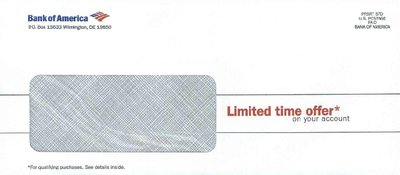 Bank of America
P.O. Box 15633 Wilmington, DE 19850
PRSRT STD
U.S. POSTAGE
PAID
BANK OF AMERICA
Limited time offer*
on your account
*For qualifying purchases. See details inside.